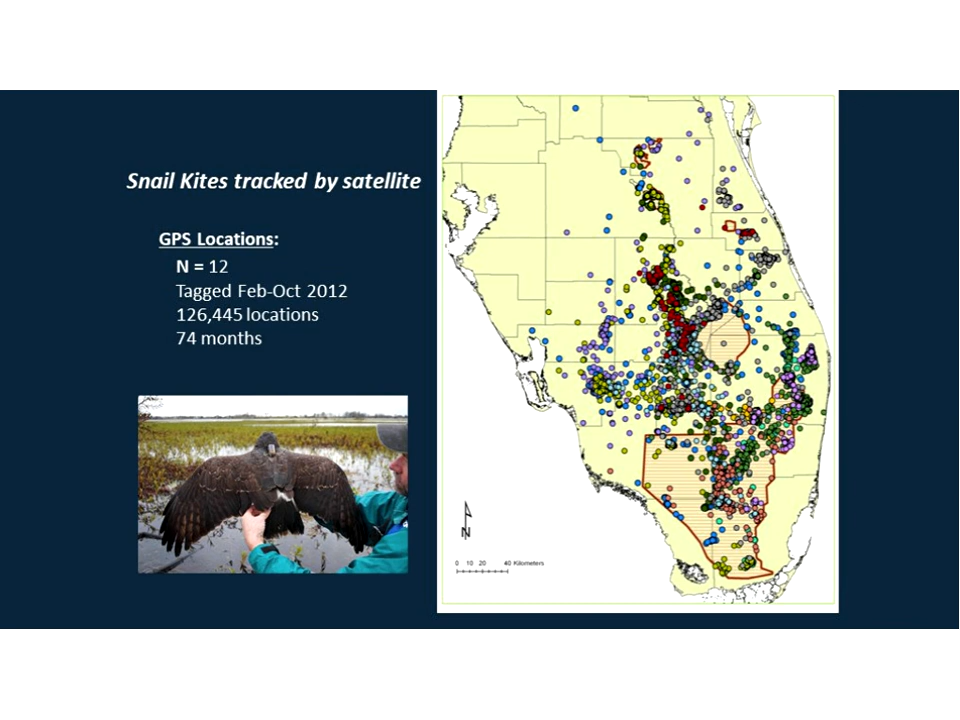 Snail Kites tracked by satellite
GPS Locations:
N = 12
Tagged Feb-Oct 2012
126,445 locations
74 months
N
0 10 20 40 Kilometers